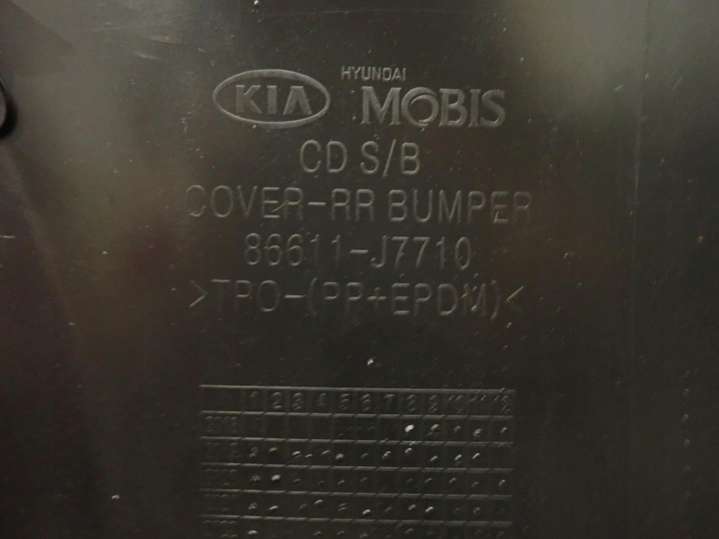 KIA HYUNDAI MOBIS
CD S/B
COVER-RR BUMPER
86611-J7710
>TPO-(PP+EPDM)<
1 2 3 4 5 6 7 8 9 10 11 12